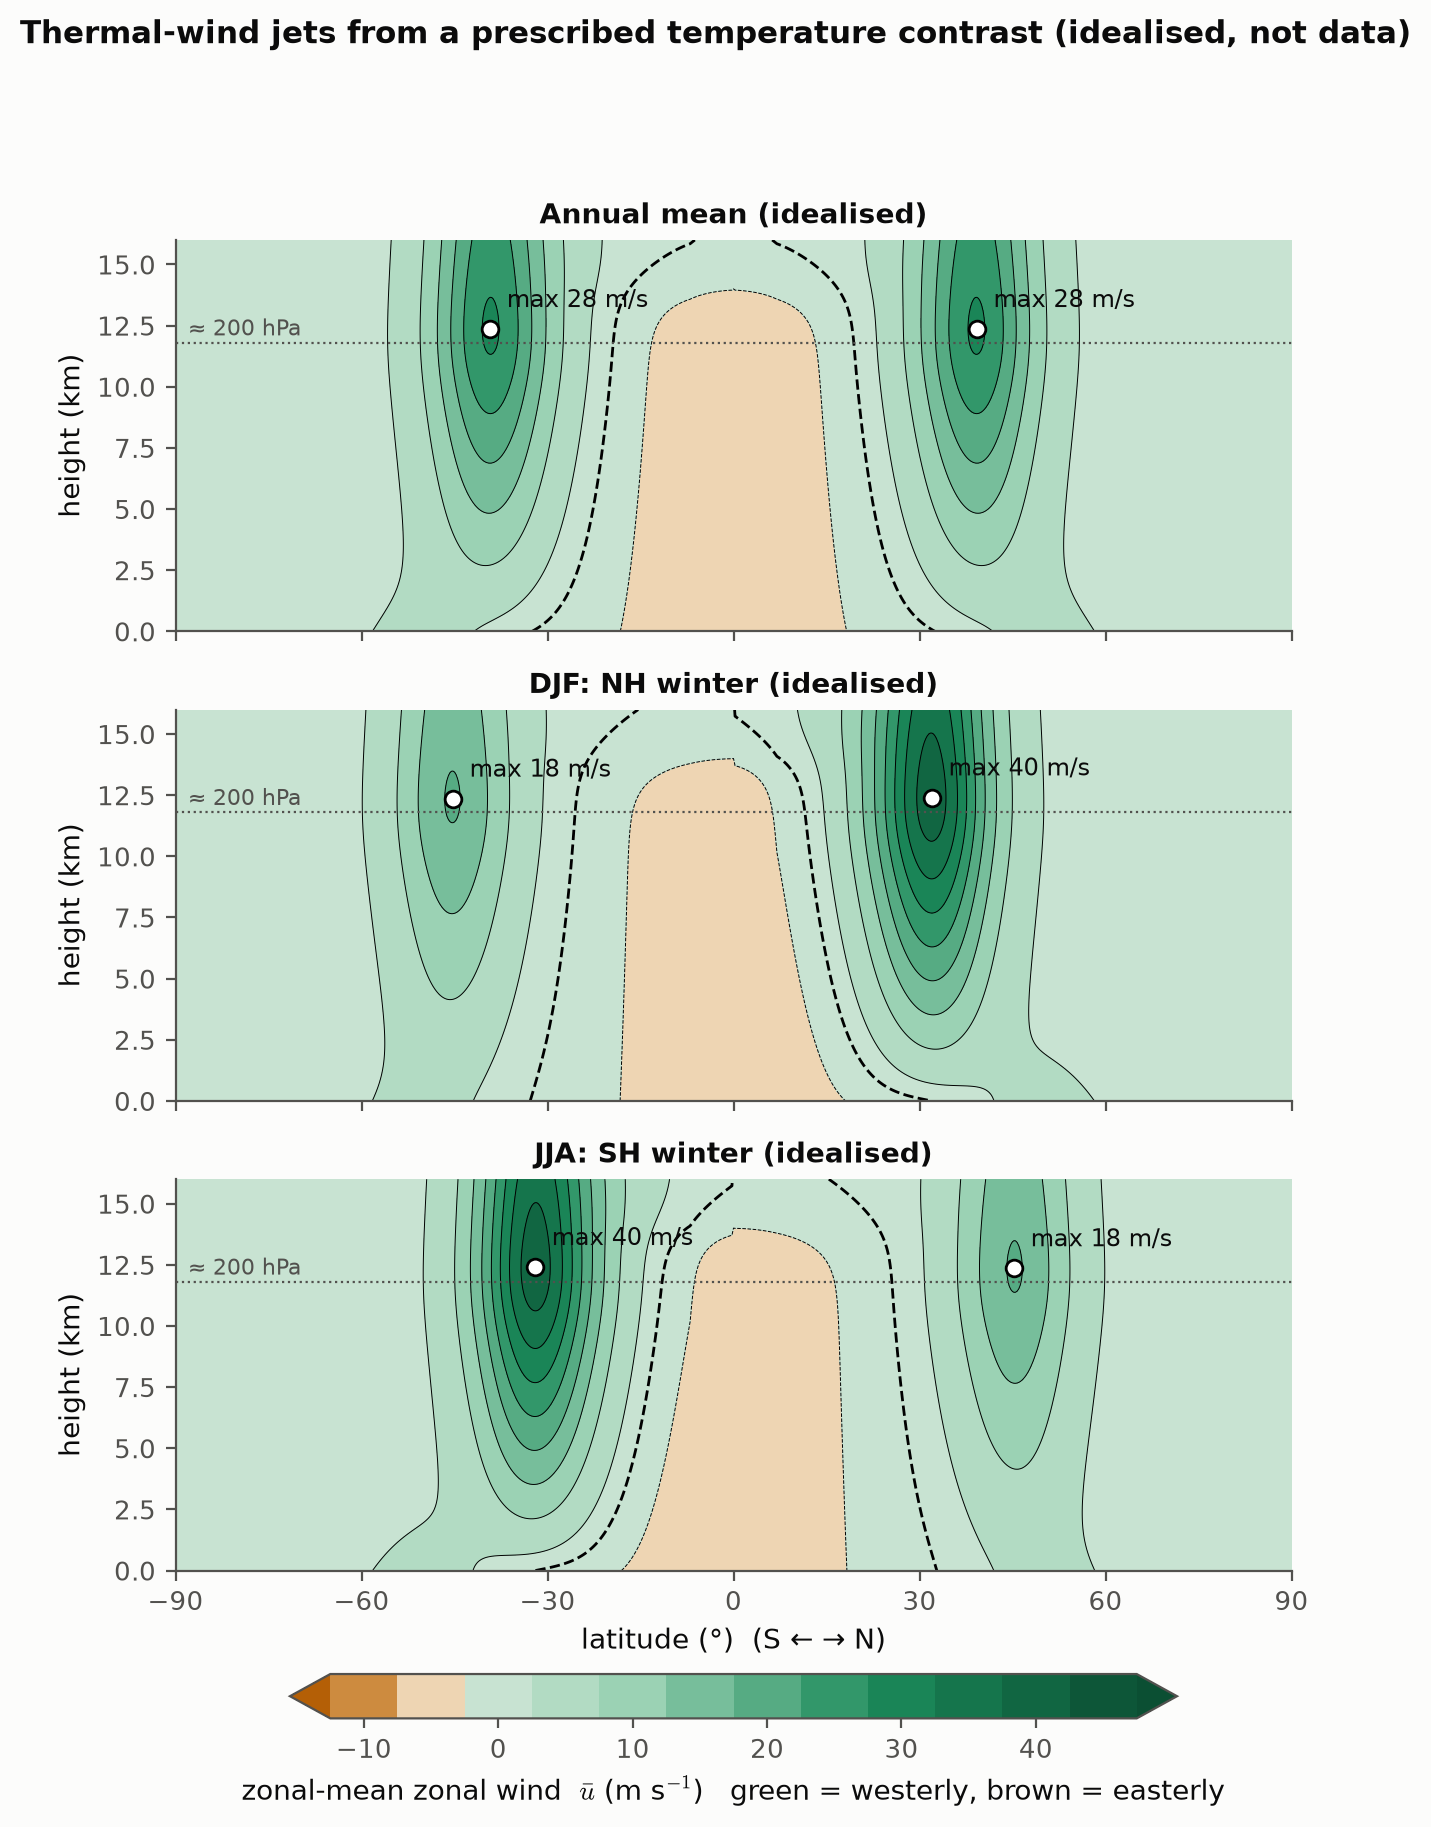 Thermal-wind jets from a prescribed temperature contrast (idealised, not data)
Annual mean (idealised)
15.0
12.5
10.0
7.5
5.0
2.5
0.0
height (km)
≈ 200 hPa
max 28 m/s
max 28 m/s
DJF: NH winter (idealised)
15.0
12.5
10.0
7.5
5.0
2.5
0.0
height (km)
≈ 200 hPa
max 18 m/s
max 40 m/s
JJA: SH winter (idealised)
15.0
12.5
10.0
7.5
5.0
2.5
0.0
height (km)
≈ 200 hPa
max 40 m/s
max 18 m/s
−90 −60 −30 0 30 60 90
latitude (°) (S ← → N)
−10 0 10 20 30 40
zonal-mean zonal wind ū (m s⁻¹) green = westerly, brown = easterly